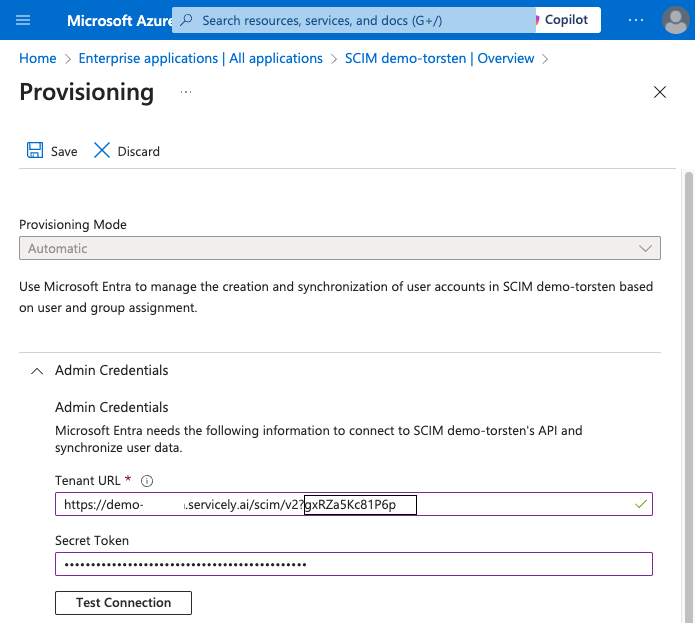 Microsoft Azure
Search resources, services, and docs (G+/)
Copilot
...
Home > Enterprise applications | All applications > SCIM demo-torsten | Overview >
Provisioning ...
Save Discard
Provisioning Mode
Automatic
Use Microsoft Entra to manage the creation and synchronization of user accounts in SCIM demo-torsten based
on user and group assignment.
Admin Credentials
Admin Credentials
Microsoft Entra needs the following information to connect to SCIM demo-torsten's API and
synchronize user data.
Tenant URL *
https://demo- .servicely.ai/scim/v2?gxRZa5Kc81P6p
Secret Token
••••••••••••••••••••••••••••••••••••••••••••••
Test Connection